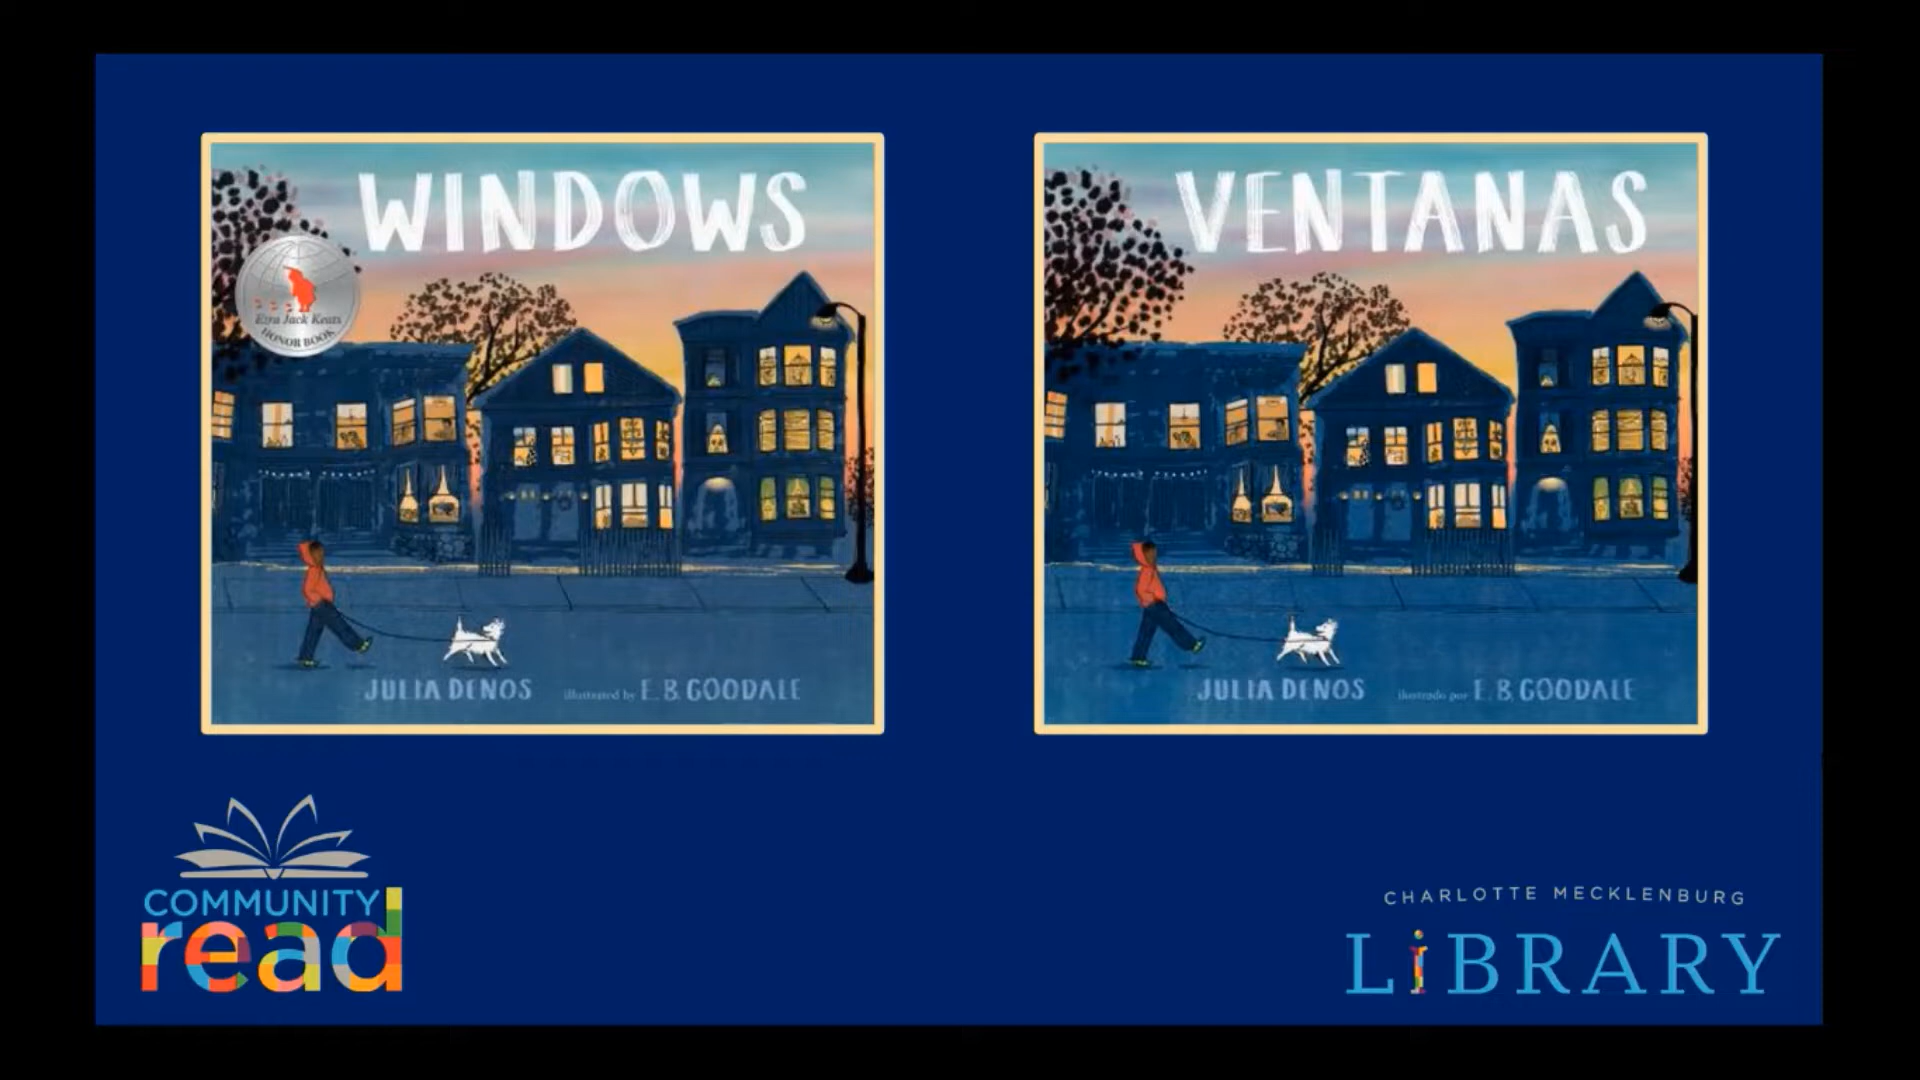 WINDOWS
Ezra Jack Keats
HONOR BOOK
JULIA DENOS illustrated by E. B. GOODALE
VENTANAS
JULIA DENOS ilustrado por E. B. GOODALE
COMMUNITY
read
CHARLOTTE MECKLENBURG
LiBRARY